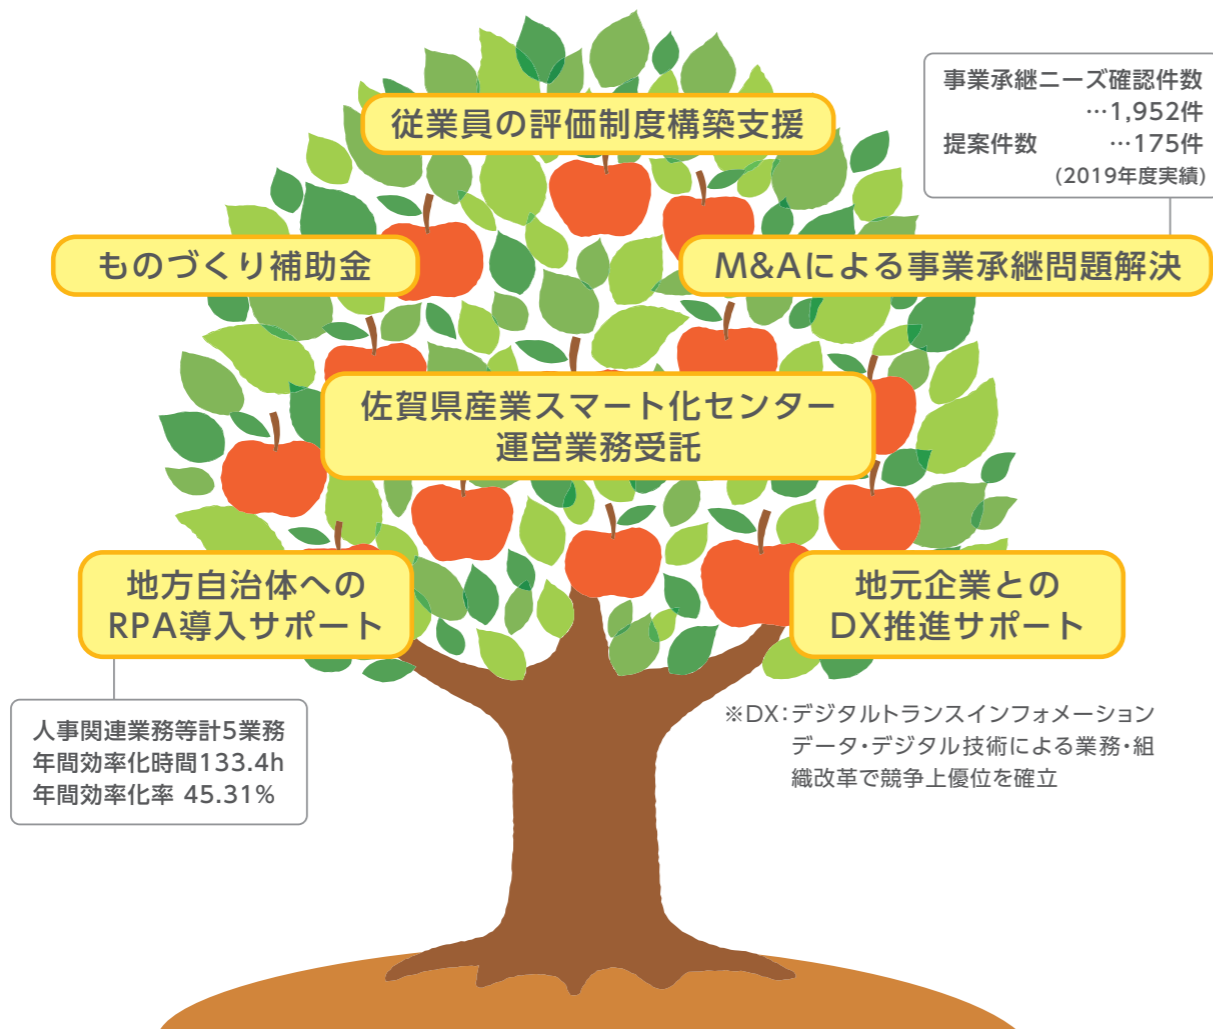 従業員の評価制度構築支援
事業承継ニーズ確認件数
…1,952件
提案件数 …175件
(2019年度実績)
ものづくり補助金
M&Aによる事業承継問題解決
佐賀県産業スマート化センター
運営業務受託
地方自治体への
RPA導入サポート
地元企業との
DX推進サポート
人事関連業務等計5業務
年間効率化時間133.4h
年間効率化率 45.31%
※DX:デジタルトランスインフォメーション
データ・デジタル技術による業務・組
織改革で競争上優位を確立